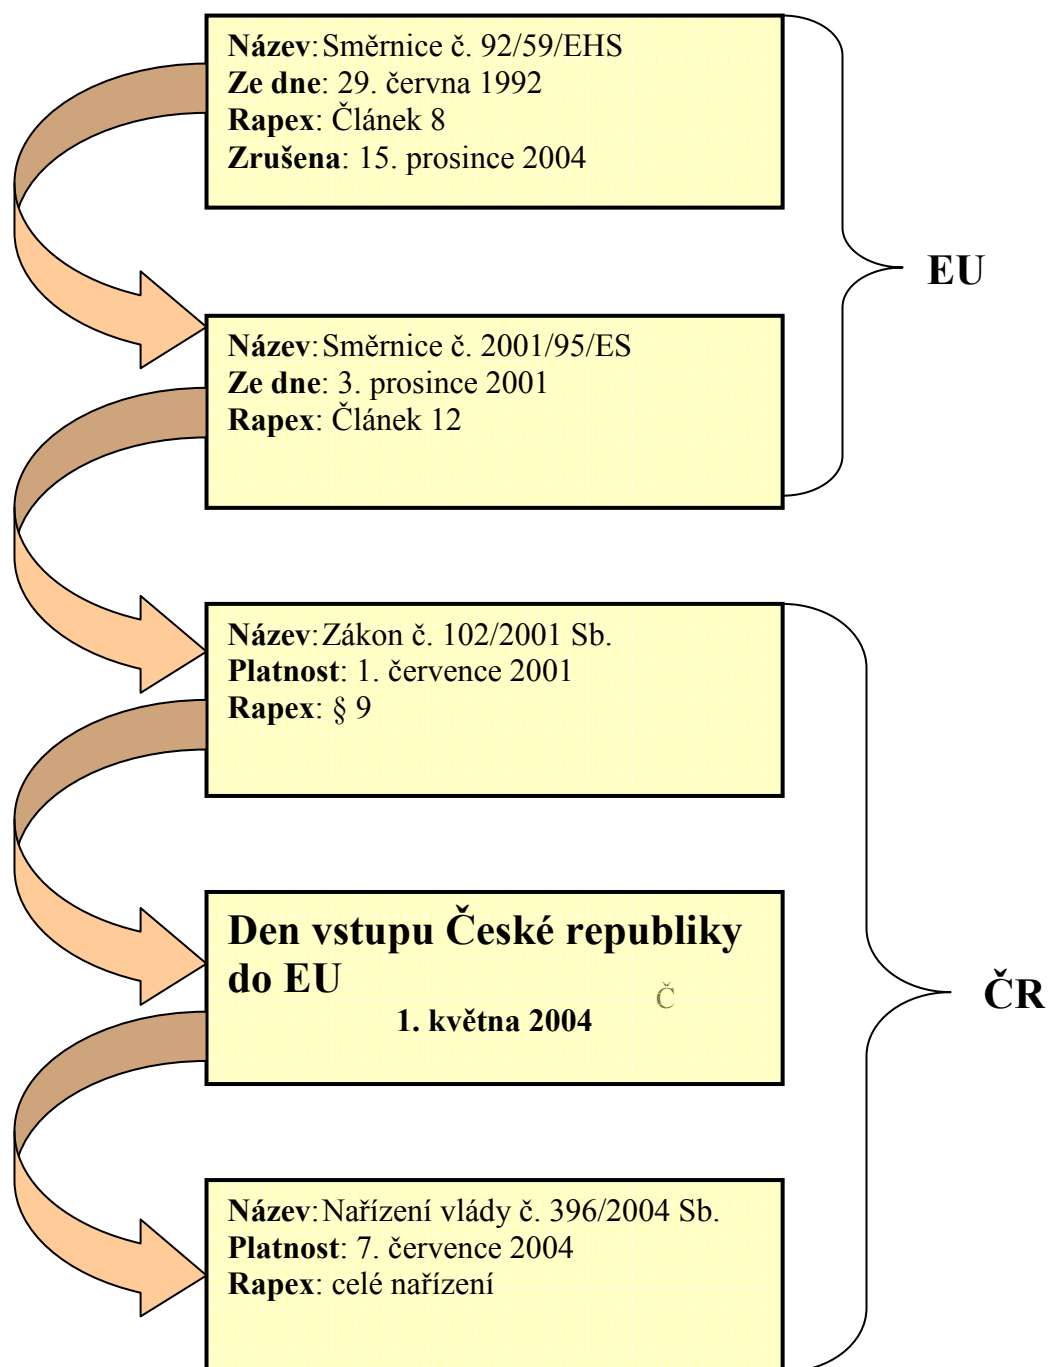 Název:Směrnice č. 92/59/EHS
Ze dne: 29. června 1992
Rapex: Článek 8
Zrušena: 15. prosince 2004
EU
Název:Směrnice č. 2001/95/ES
Ze dne: 3. prosince 2001
Rapex: Článek 12
Název:Zákon č. 102/2001 Sb.
Platnost: 1. července 2001
Rapex: § 9
Den vstupu České republiky
do EU
Č
1. května 2004
ČR
Název:Nařízení vlády č. 396/2004 Sb.
Platnost: 7. července 2004
Rapex: celé nařízení